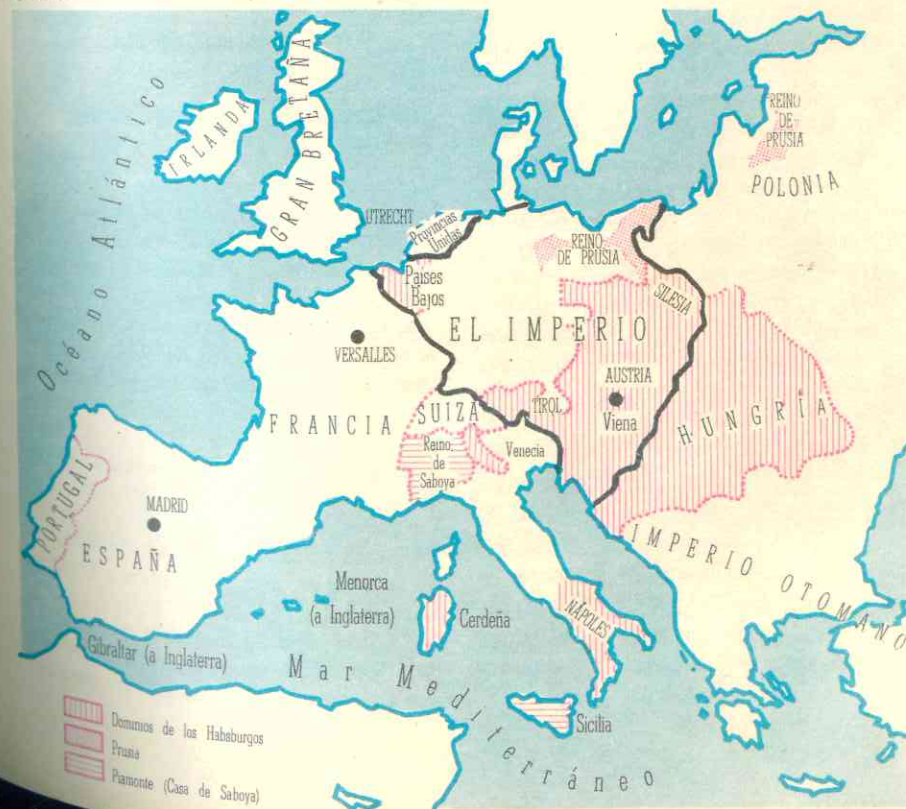 Océano Atlántico
IRLANDA
GRAN BRETAÑA
UTRECHT
Provincias
Unidas
Países
Bajos
REINO
DE
PRUSIA
POLONIA
REINO
DE PRUSIA
SILESIA
EL IMPERIO
VERSALLES
AUSTRIA
Viena
HUNGRÍA
TIROL
SUIZA
FRANCIA
Reino
de
Saboya
Venecia
PORTUGAL
MADRID
ESPAÑA
IMPERIO OTOMANO
Menorca
(a Inglaterra)
Cerdeña
NÁPOLES
Gibraltar (a Inglaterra)
Mar Mediterráneo
Sicilia
Dominios de los Habsburgos
Prusia
Piamonte (Casa de Saboya)